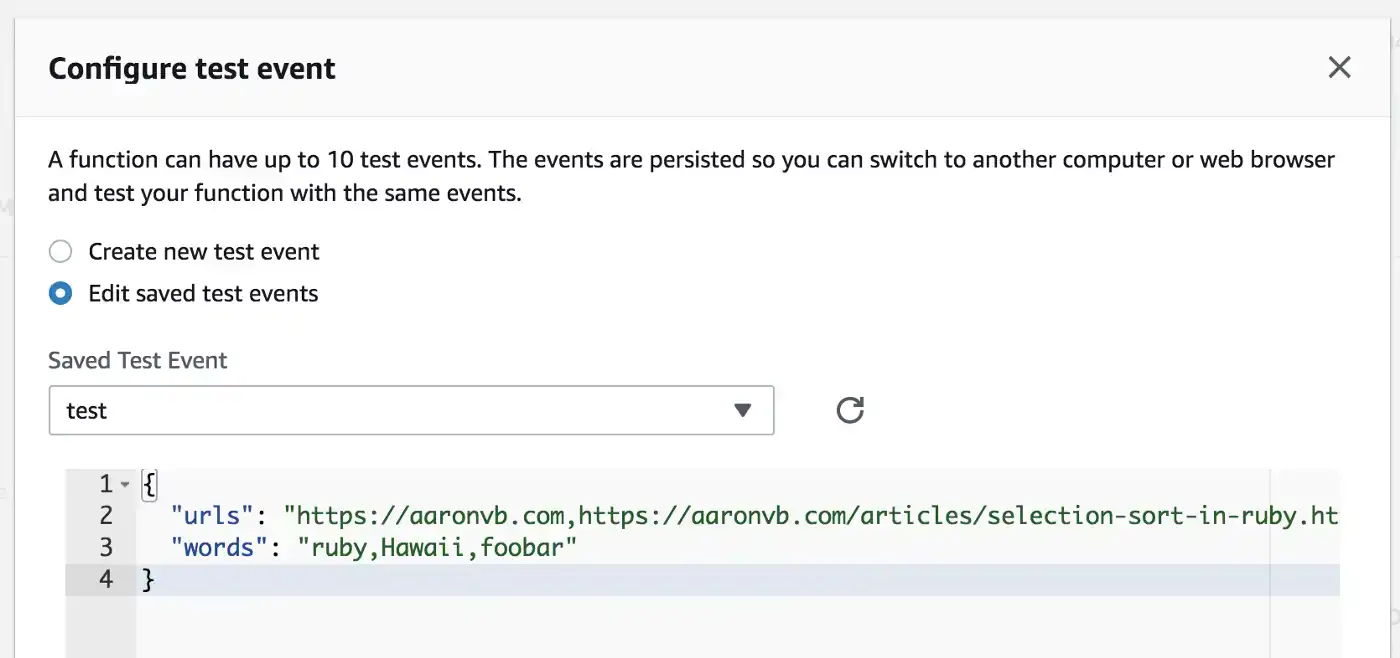 Configure test event
A function can have up to 10 test events. The events are persisted so you can switch to another computer or web browser
and test your function with the same events.
Create new test event
Edit saved test events
Saved Test Event
test
1 {
2 "urls": "https://aaronvb.com,https://aaronvb.com/articles/selection-sort-in-ruby.ht
3 "words": "ruby,Hawaii,foobar"
4 }